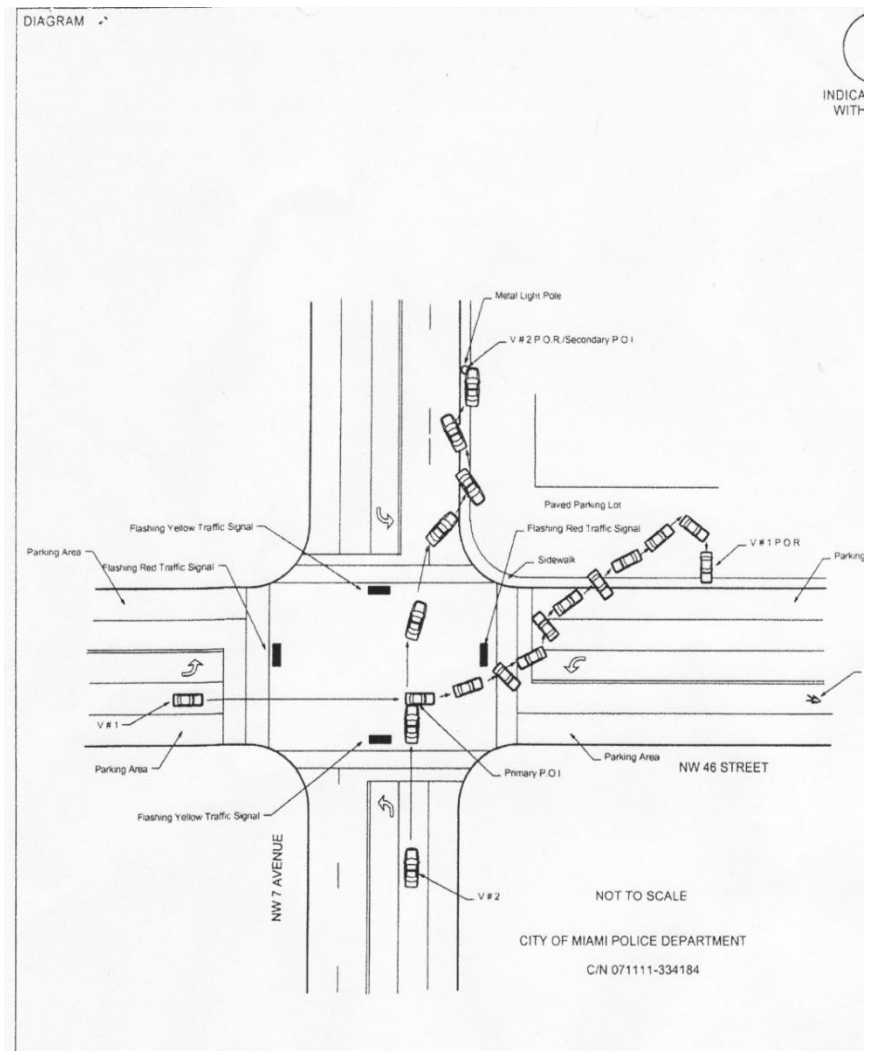 DIAGRAM
INDICA
WITH
Metal Light Pole
V # 2 P.O.R./Secondary P.O.I
Paved Parking Lot
Flashing Yellow Traffic Signal
Flashing Red Traffic Signal
Parking Area
V # 1 P.O.R
Flashing Red Traffic Signal
Sidewalk
Parking
V # 1
Parking Area
Primary P.O.I
Parking Area
NW 46 STREET
Flashing Yellow Traffic Signal
NW 7 AVENUE
V # 2
NOT TO SCALE
CITY OF MIAMI POLICE DEPARTMENT
C/N 071111-334184